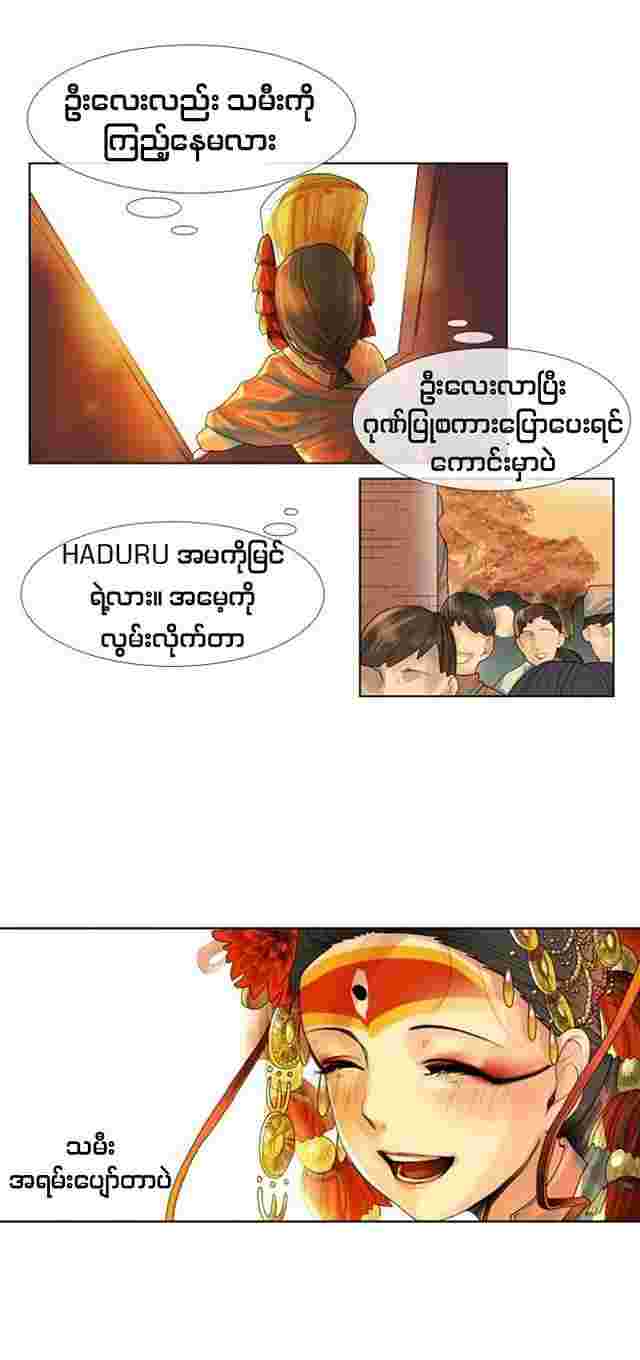 ဦးလေးလည်း သမီးကို
ကြည့်နေမလား
ဦးလေးလာပြီး
ဂုဏ်ပြုစကားပြောပေးရင်
ကောင်းမှာပဲ
HADURU အမကိုမြင်
ရဲ့လား။ အမေ့ကို
လွမ်းလိုက်တာ
သမီး
အရမ်းပျော်တာပဲ